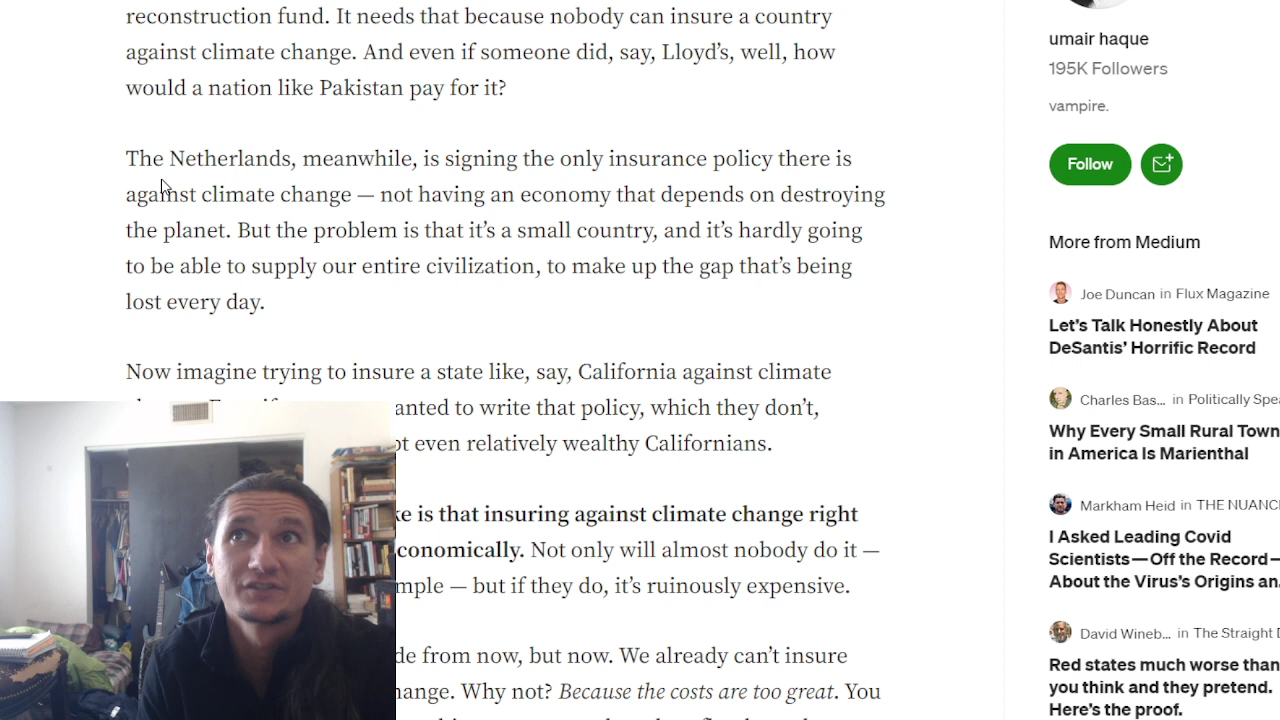 reconstruction fund. It needs that because nobody can insure a country
against climate change. And even if someone did, say, Lloyd's, well, how
would a nation like Pakistan pay for it?
The Netherlands, meanwhile, is signing the only insurance policy there is
against climate change — not having an economy that depends on destroying
the planet. But the problem is that it's a small country, and it's hardly going
to be able to supply our entire civilization, to make up the gap that's being
lost every day.
Now imagine trying to insure a state like, say, California against climate
anted to write that policy, which they don't,
ot even relatively wealthy Californians.
ke is that insuring against climate change right
conomically. Not only will almost nobody do it —
mple — but if they do, it's ruinously expensive.
de from now, but now. We already can't insure
hange. Why not? Because the costs are too great. You
umair haque
195K Followers
vampire.
Follow
More from Medium
Joe Duncan in Flux Magazine
Let's Talk Honestly About
DeSantis' Horrific Record
Charles Bas... in Politically Spe
Why Every Small Rural Town
in America Is Marienthal
Markham Heid in THE NUANC
I Asked Leading Covid
Scientists—Off the Record—
About the Virus's Origins an
David Wineb... in The Straight D
Red states much worse than
you think and they pretend.
Here's the proof.